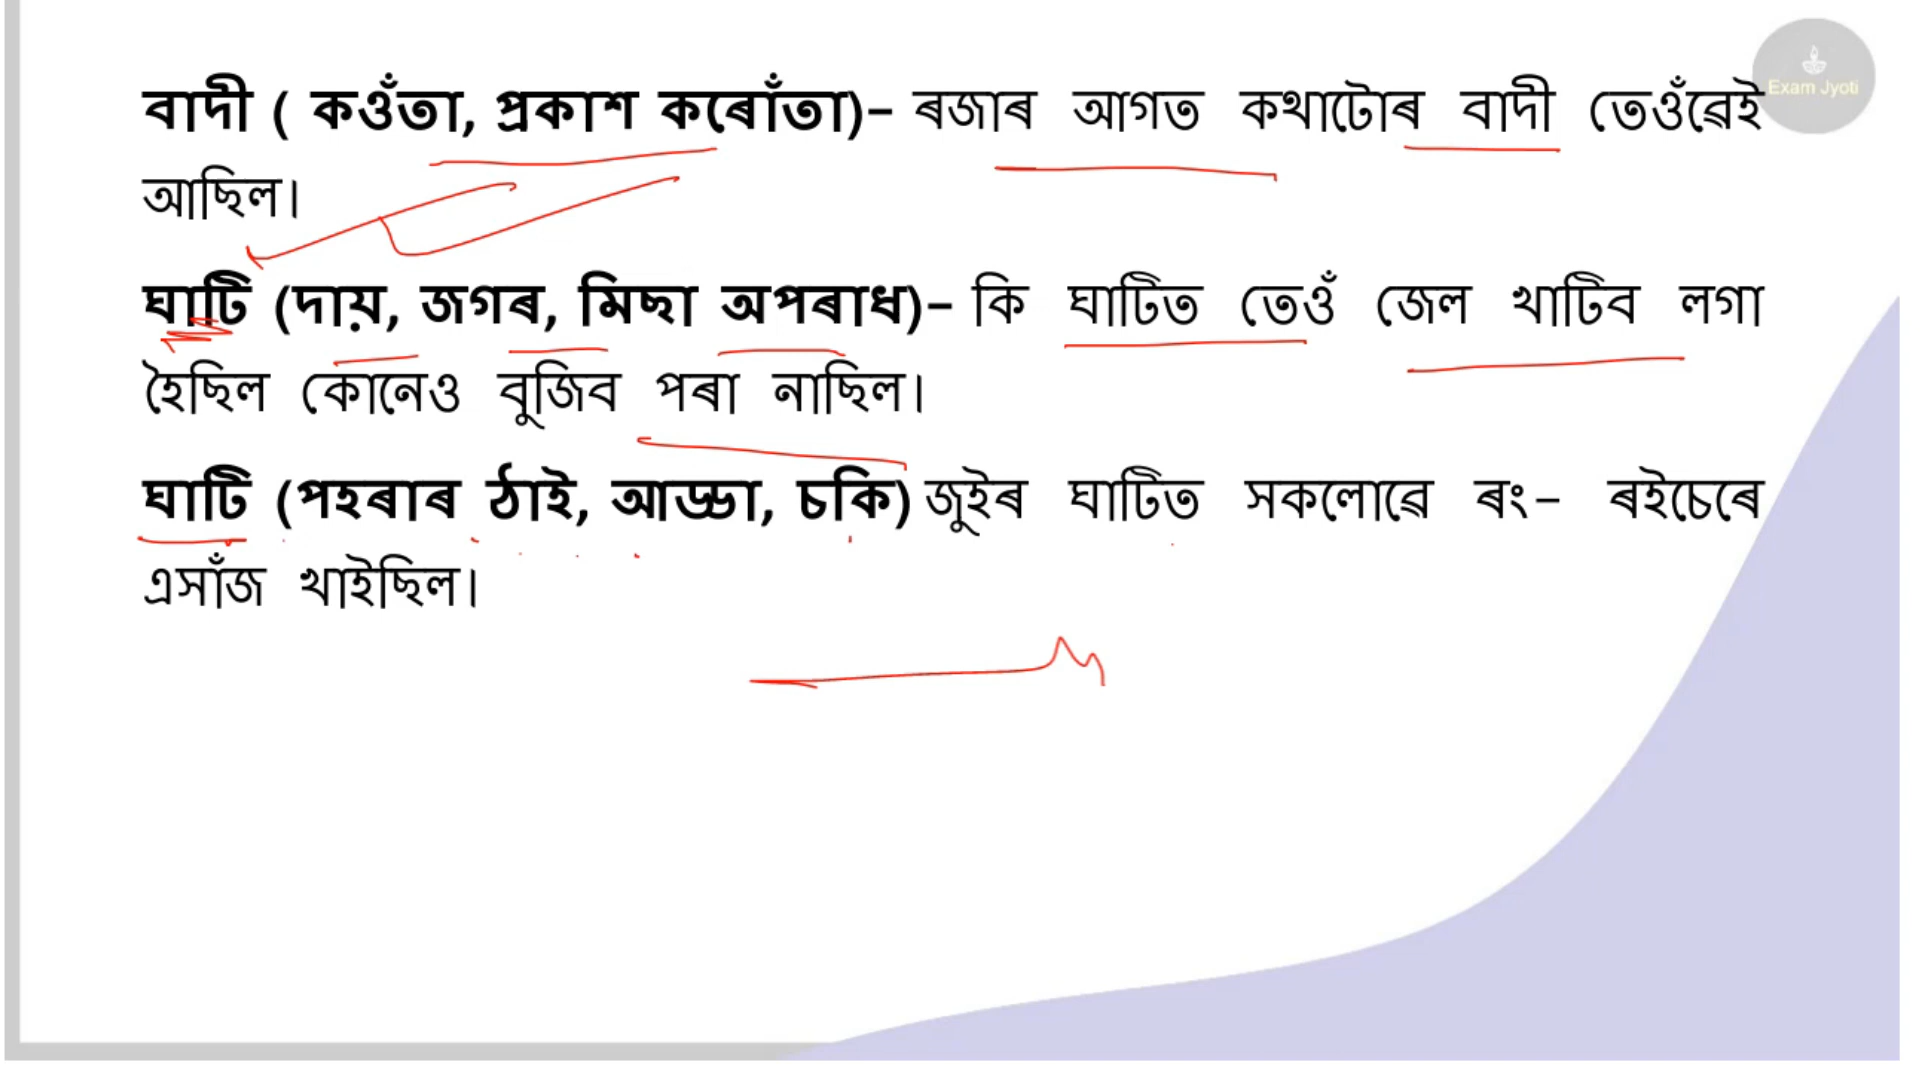 বাদী ( কওঁতা, প্ৰকাশ কৰোঁতা)– ৰজাৰ আগত কথাটোৰ বাদী তেওঁৱেই
আছিল।
ঘাটি (দায়, জগৰ, মিছা অপৰাধ)– কি ঘাটিত তেওঁ জেল খাটিব লগা
হৈছিল কোনেও বুজিব পৰা নাছিল।
ঘাটি (পহৰাৰ ঠাই, আড্ডা, চকি) জুইৰ ঘাটিত সকলোৱে ৰং– ৰইচেৰে
এসাঁজ খাইছিল।
Exam Jyoti